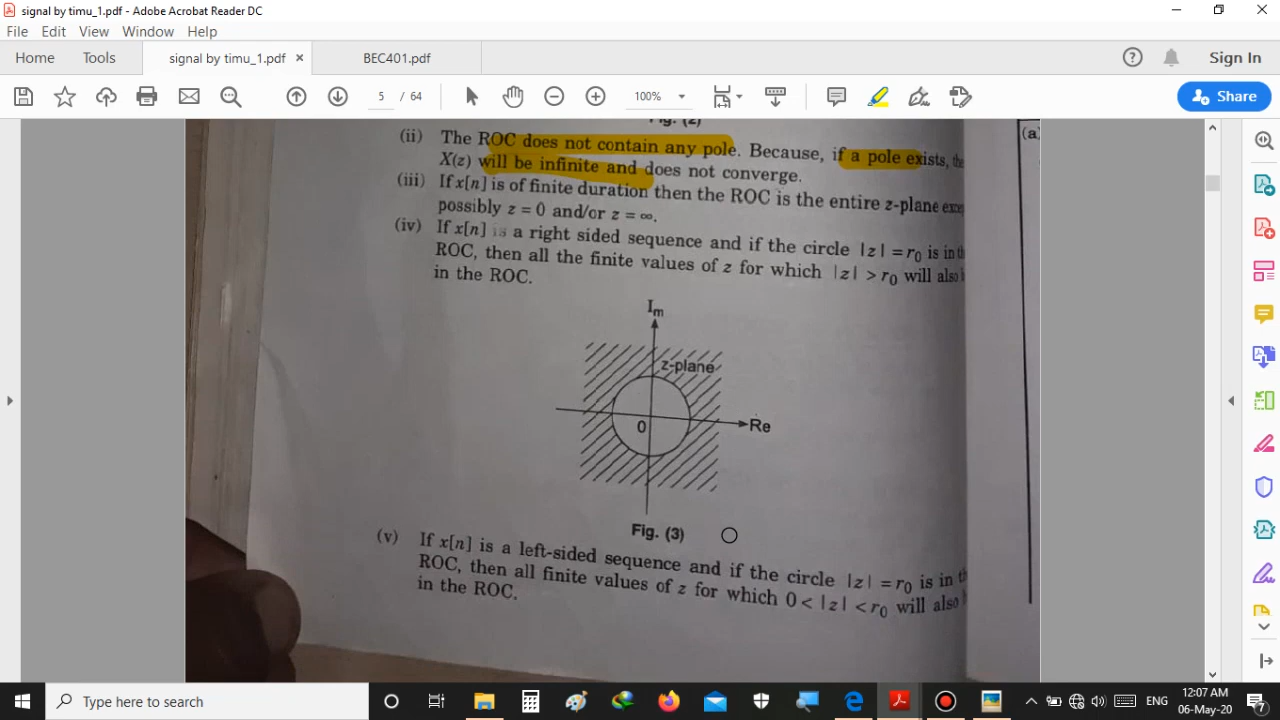 signal by timu_1.pdf - Adobe Acrobat Reader DC
File Edit View Window Help
Home Tools signal by timu_1.pdf × BEC401.pdf Sign In
5 / 64 100% Share
Fig. (2)
(ii) The ROC does not contain any pole. Because, if a pole exists, the
X(z) will be infinite and does not converge.
(iii) If x[n] is of finite duration then the ROC is the entire z-plane
possibly z = 0 and/or z = ∞.
(iv) If x[n] is a right sided sequence and if the circle |z| = r₀ is in
ROC, then all the finite values of z for which |z| > r₀ will also
in the ROC.
Im
z-plane
0
Re
Fig. (3)
(v) If x[n] is a left-sided sequence and if the circle |z| = r₀ is in
ROC, then all finite values of z for which 0 < |z| < r₀ will also
in the ROC.
(a
Type here to search
ENG
12:07 AM
06-May-20
7